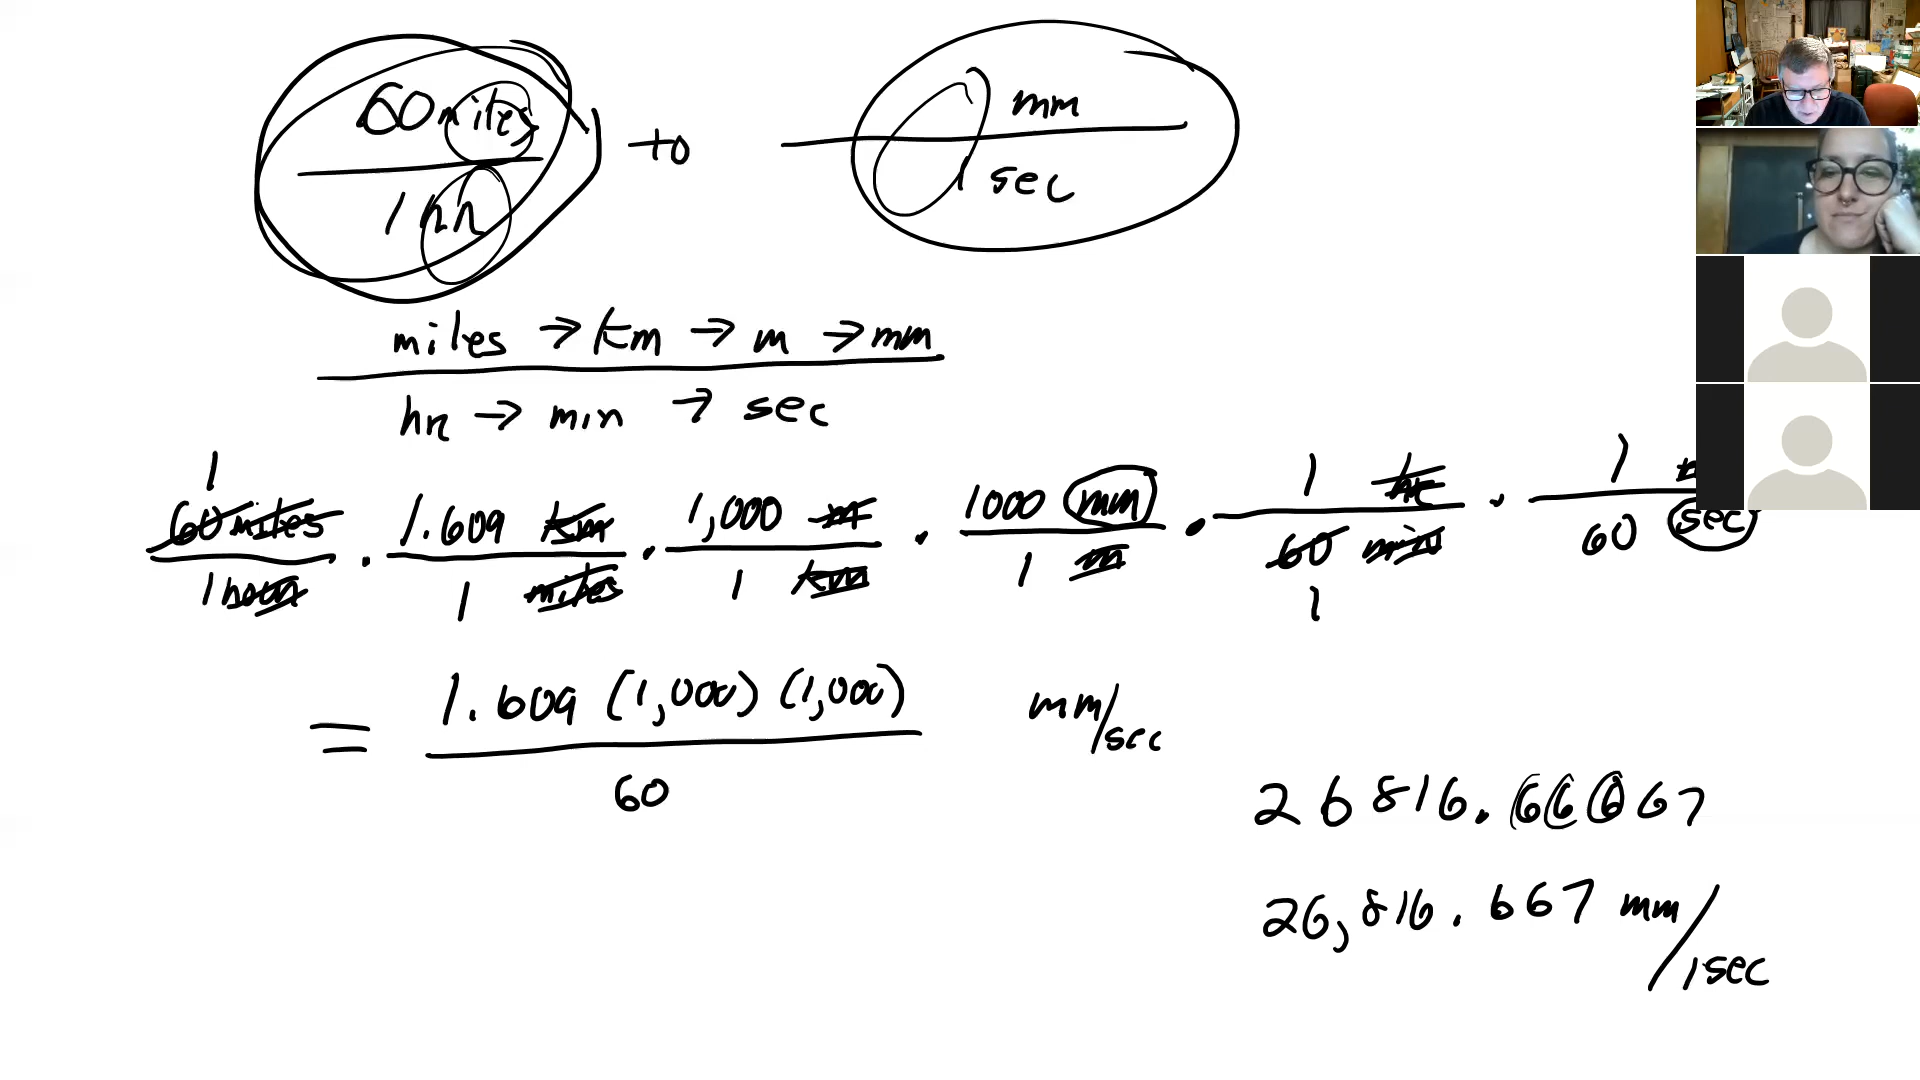 60 miles / 1 hr to mm / 1 sec
miles → km → m → mm
hr → min → sec
1
60 miles / 1 hour · 1.609 km / 1 miles · 1,000 m / 1 km · 1000 mm / 1 m · 1 hr / 60 min · 1 / 60 sec
1
= 1.609 (1,000) (1,000) / 60 mm/sec
26816.66667
26,816.667 mm/1sec